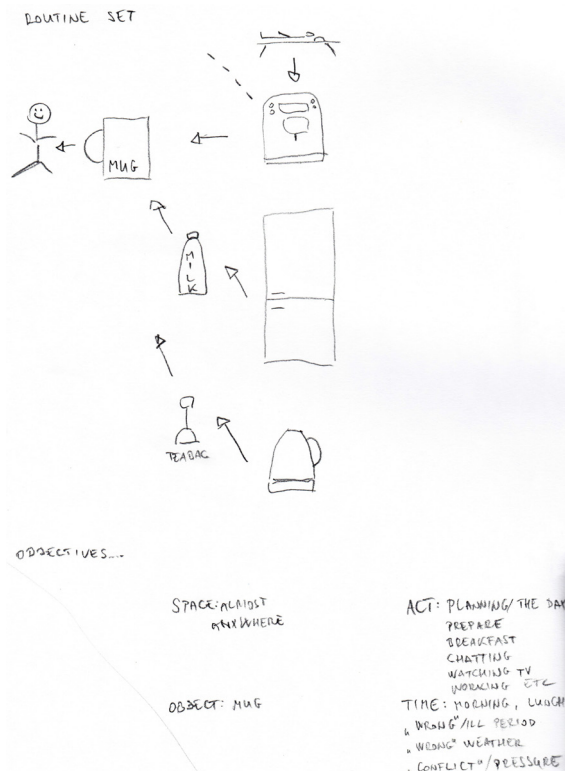 ROUTINE SET
MUG
MILK
TEABAG
OBJECTIVES....
SPACE: ALMOST
ANYWHERE
ACT: PLANNING/THE DAY
PREPARE
BREAKFAST
CHATTING
WATCHING TV
WORKING ETC
OBJECT: MUG
TIME: MORNING, LUNCH
„WRONG"/ILL PERIOD
„WRONG" WEATHER
„CONFLICT"/PRESSURE